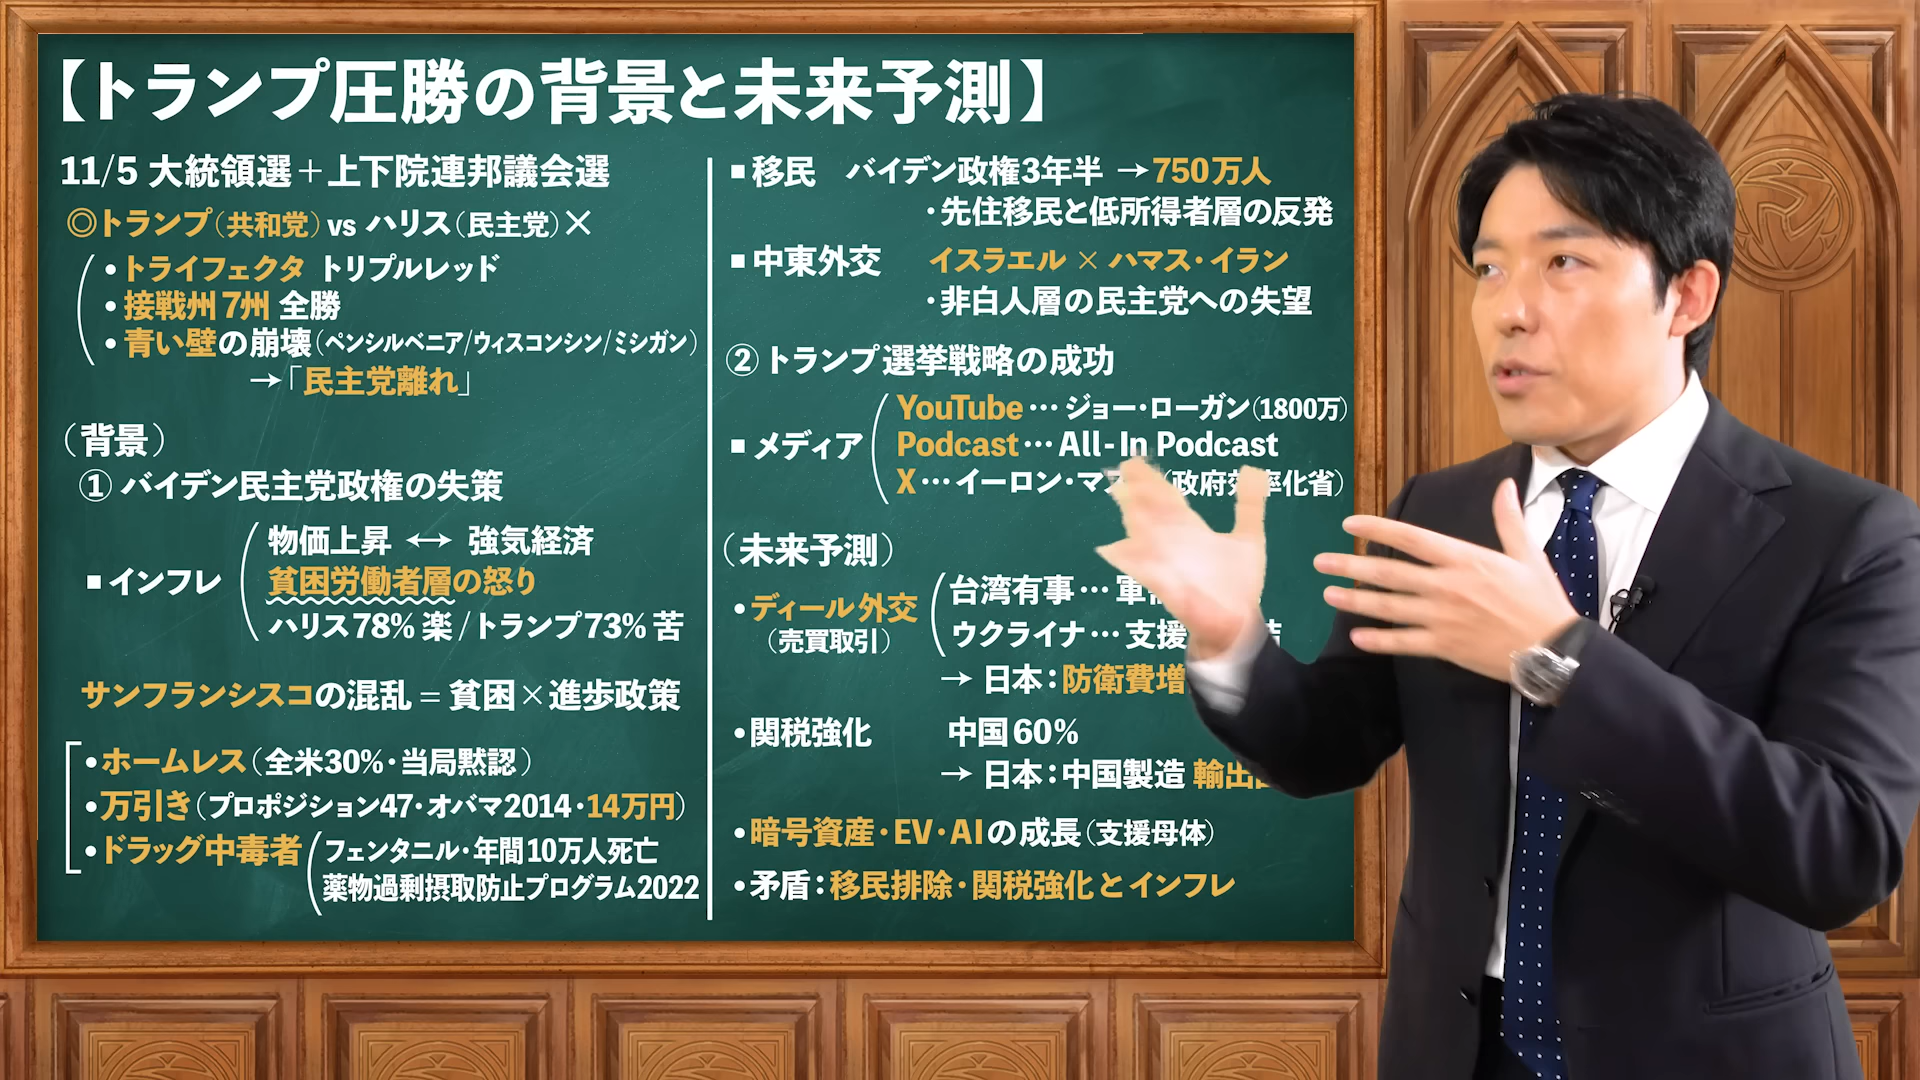 【トランプ圧勝の背景と未来予測】
11/5 大統領選+上下院連邦議会選
◎トランプ(共和党) vs ハリス(民主党)×
・トライフェクタ トリプルレッド
・接戦州7州 全勝
・青い壁の崩壊(ペンシルベニア/ウィスコンシン/ミシガン)
→「民主党離れ」
(背景)
① バイデン民主党政権の失策
■インフレ
物価上昇 ↔ 強気経済
貧困労働者層の怒り
ハリス78% 楽/トランプ73% 苦
サンフランシスコの混乱=貧困×進歩政策
・ホームレス(全米30%・当局黙認)
・万引き(プロポジション47・オバマ2014・14万円)
・ドラッグ中毒者
フェンタニル・年間10万人死亡
薬物過剰摂取防止プログラム2022
■移民 バイデン政権3年半 →750万人
・先住移民と低所得者層の反発
■中東外交 イスラエル × ハマス・イラン
・非白人層の民主党への失望
② トランプ選挙戦略の成功
■メディア
YouTube…ジョー・ローガン(1800万)
Podcast…All-In Podcast
X…イーロン・マス (政府効率化省)
(未来予測)
・ディール外交
(売買取引)
台湾有事…軍
ウクライナ…支援
→ 日本:防衛費増
・関税強化 中国60%
→ 日本:中国製造 輸出
・暗号資産・EV・AIの成長(支援母体)
・矛盾:移民排除・関税強化とインフレ